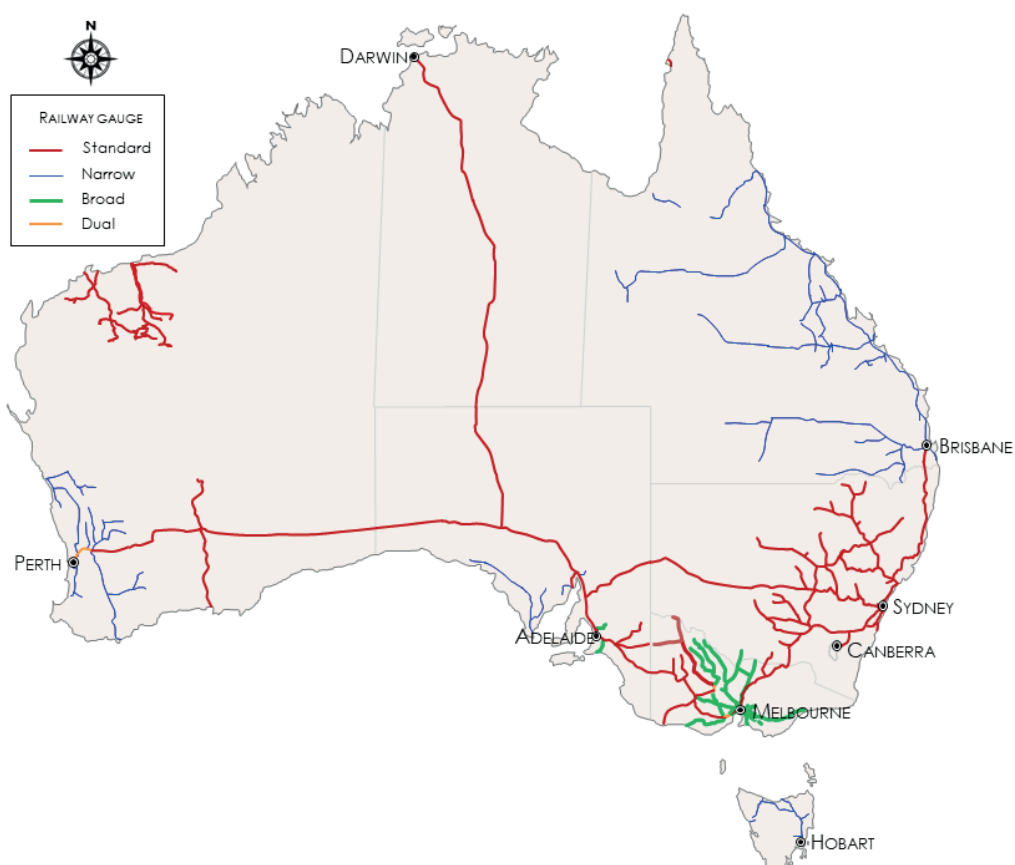 N
DARWIN
RAILWAY GAUGE
Standard
Narrow
Broad
Dual
BRISBANE
PERTH
SYDNEY
ADELAIDE
CANBERRA
MELBOURNE
HOBART